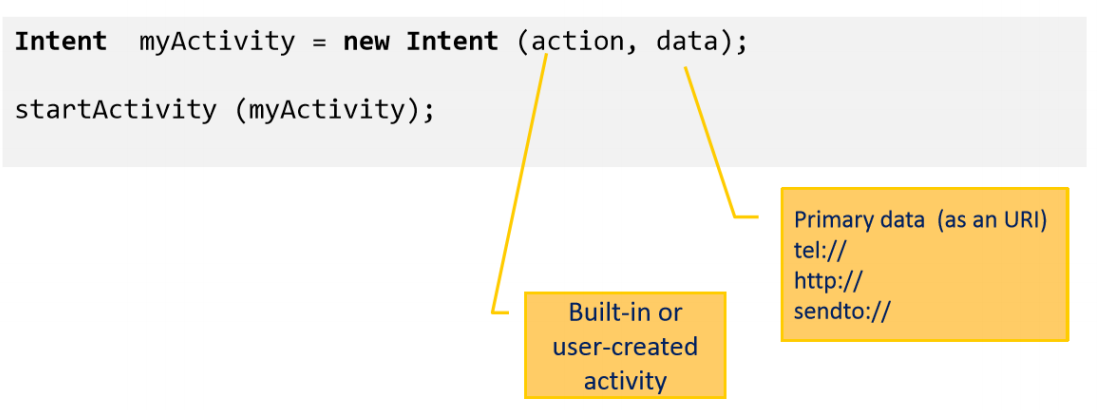 Intent myActivity = new Intent (action, data);
startActivity (myActivity);
Primary data (as an URI)
tel://
http://
sendto://
Built-in or
user-created
activity